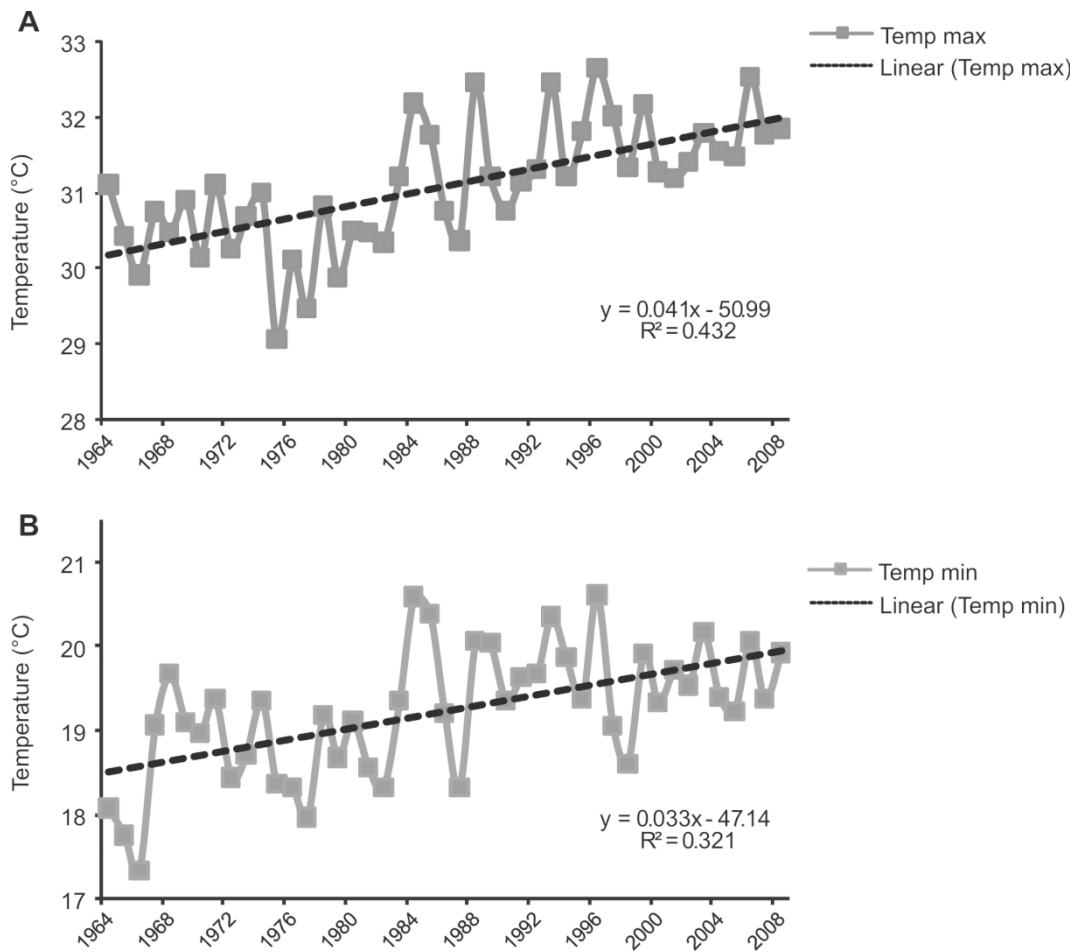 A
Temp max
Linear (Temp max)
33
32
31
30
29
28
Temperature (°C)
y = 0.041x - 50.99
R² = 0.432
1964 1968 1972 1976 1980 1984 1988 1992 1996 2000 2004 2008
B
Temp min
Linear (Temp min)
21
20
19
18
17
Temperature (°C)
y = 0.033x - 47.14
R² = 0.321
1964 1968 1972 1976 1980 1984 1988 1992 1996 2000 2004 2008